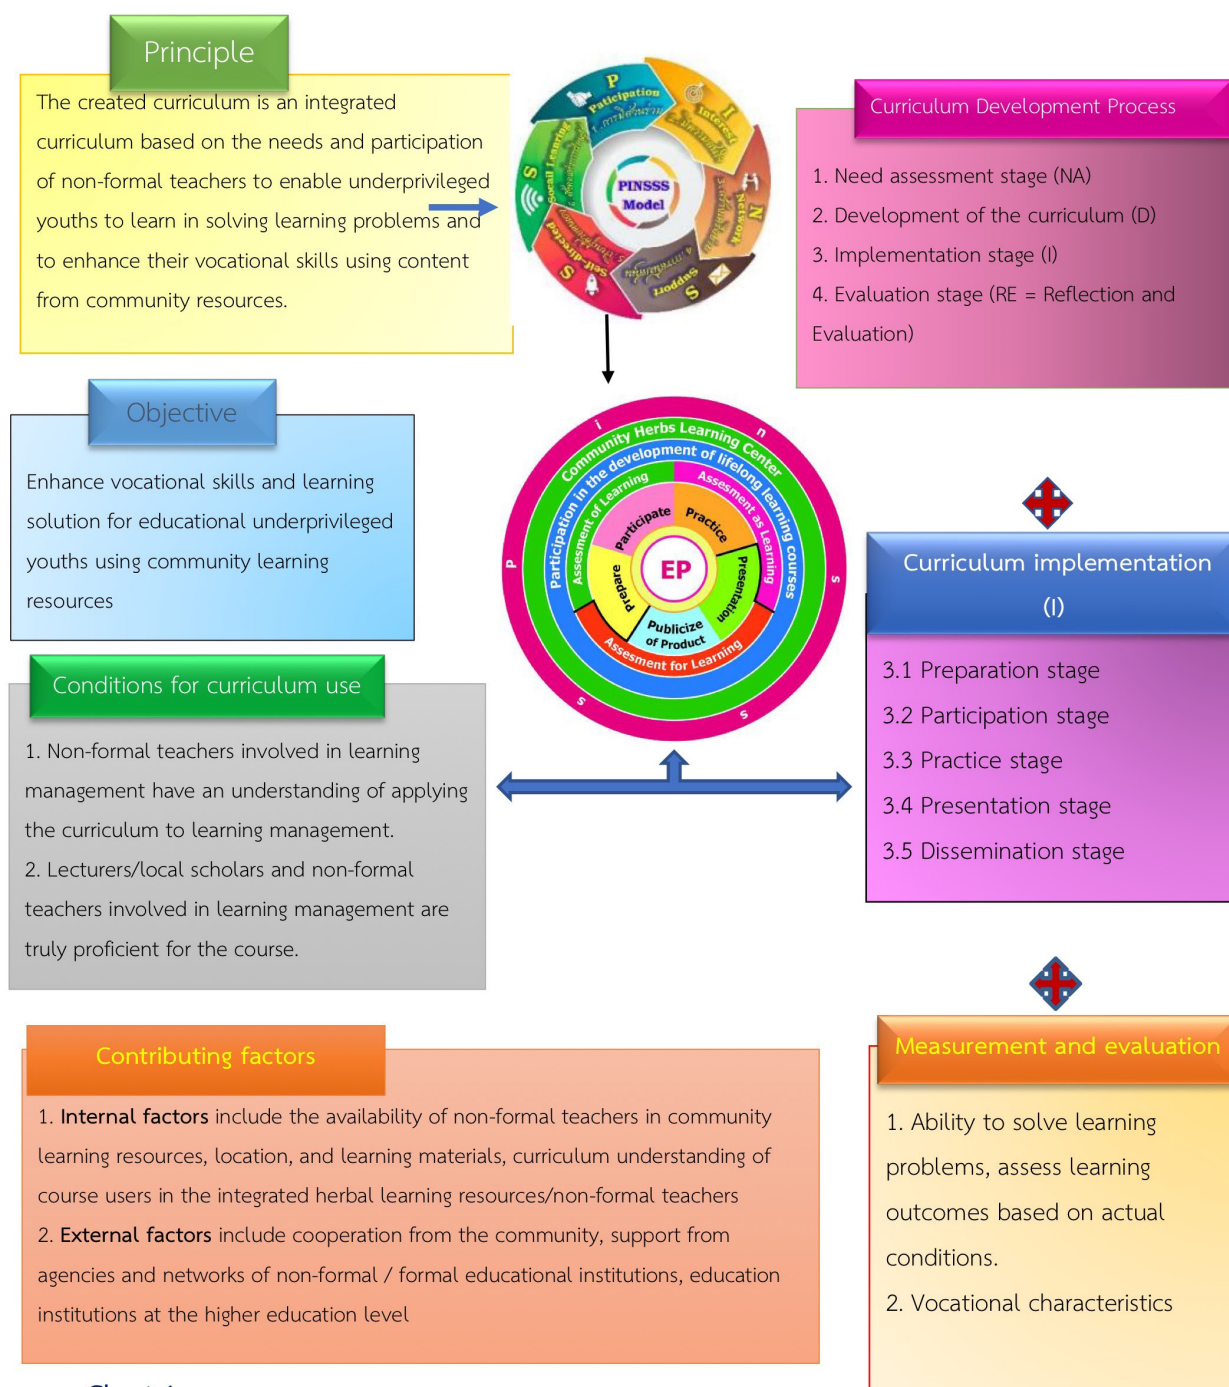 Principle
The created curriculum is an integrated
curriculum based on the needs and participation
of non-formal teachers to enable underprivileged
youths to learn in solving learning problems and
to enhance their vocational skills using content
from community resources.
P
Paticipation
I
Interest
N
Network
S
Support
S
Self-directed
S
Socail Leanring
PINSSS
Model
Curriculum Development Process
1. Need assessment stage (NA)
2. Development of the curriculum (D)
3. Implementation stage (I)
4. Evaluation stage (RE = Reflection and
Evaluation)
Objective
Enhance vocational skills and learning
solution for educational underprivileged
youths using community learning
resources
P
i
n
s
s
s
Community Herbs Learning Center
Participation in the development of lifelong learning courses
Assesment of Learning
Assesment as Learning
Assesment for Learning
Participate
Practice
Presentation
Publicize
of Product
Prepare
EP
Curriculum implementation
(I)
3.1 Preparation stage
3.2 Participation stage
3.3 Practice stage
3.4 Presentation stage
3.5 Dissemination stage
Conditions for curriculum use
1. Non-formal teachers involved in learning
management have an understanding of applying
the curriculum to learning management.
2. Lecturers/local scholars and non-formal
teachers involved in learning management are
truly proficient for the course.
Contributing factors
1. Internal factors include the availability of non-formal teachers in community
learning resources, location, and learning materials, curriculum understanding of
course users in the integrated herbal learning resources/non-formal teachers
2. External factors include cooperation from the community, support from
agencies and networks of non-formal / formal educational institutions, education
institutions at the higher education level
Measurement and evaluation
1. Ability to solve learning
problems, assess learning
outcomes based on actual
conditions.
2. Vocational characteristics